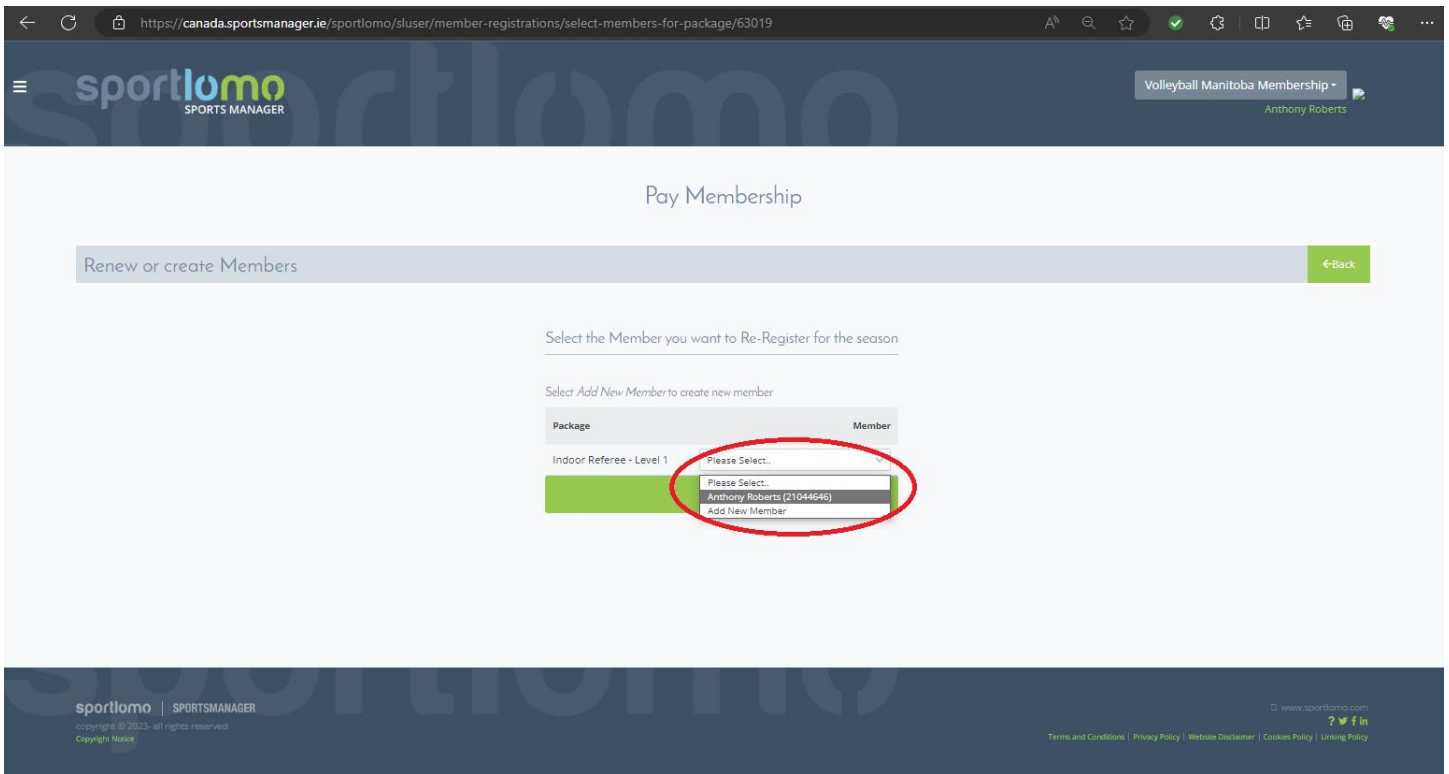 https://canada.sportsmanager.ie/sportlomo/sluser/member-registrations/select-members-for-package/63019
sportlomo
SPORTS MANAGER
Volleyball Manitoba Membership
Anthony Roberts
Pay Membership
Renew or create Members
Back
Select the Member you want to Re-Register for the season
Select Add New Member to create new member
Package Member
Indoor Referee - Level 1 Please Select..
Please Select..
Anthony Roberts (21044646)
Add New Member
sportlomo | SPORTSMANAGER
copyright © 2023- all rights reserved
Copyright Notice
www.sportlomo.com
Terms and Conditions | Privacy Policy | Website Disclaimer | Cookies Policy | Linking Policy